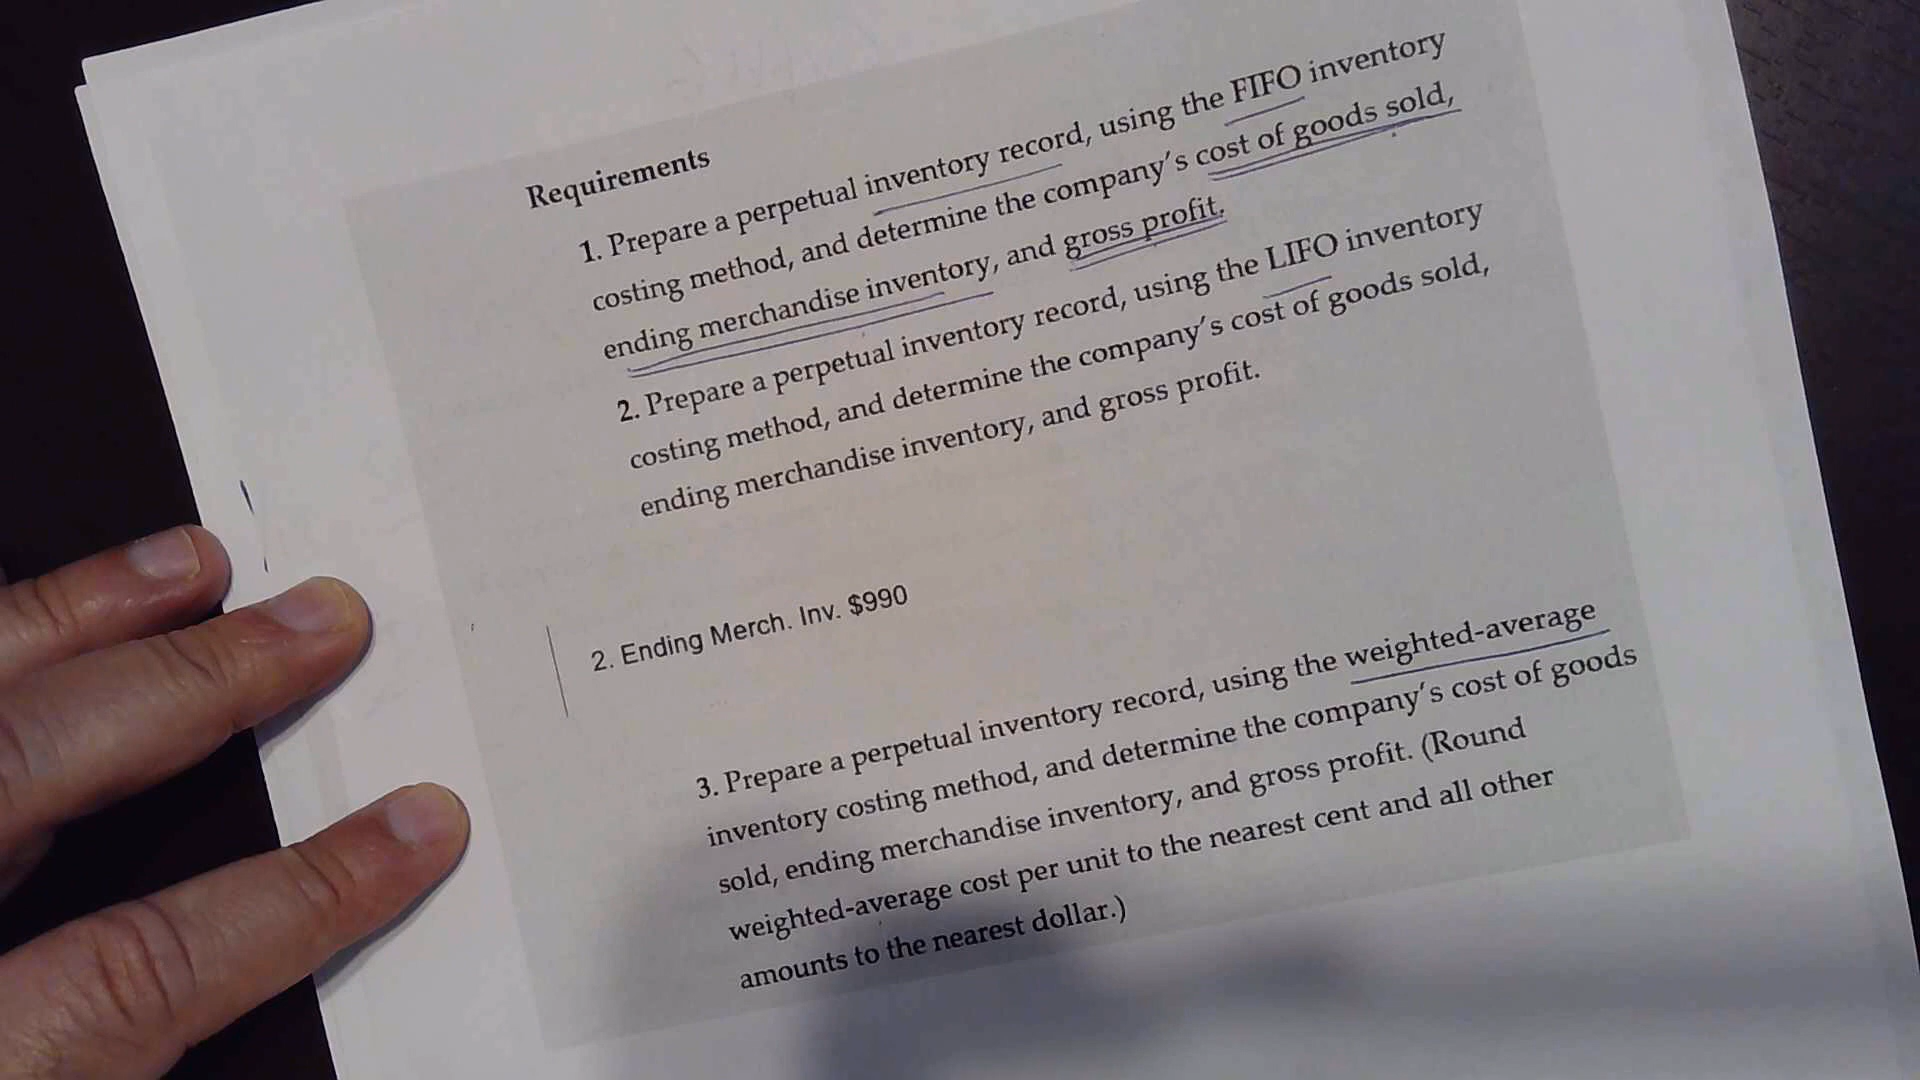 Requirements
1. Prepare a perpetual inventory record, using the FIFO inventory
costing method, and determine the company's cost of goods sold,
ending merchandise inventory, and gross profit.
2. Prepare a perpetual inventory record, using the LIFO inventory
costing method, and determine the company's cost of goods sold,
ending merchandise inventory, and gross profit.
2. Ending Merch. Inv. $990
3. Prepare a perpetual inventory record, using the weighted-average
inventory costing method, and determine the company's cost of goods
sold, ending merchandise inventory, and gross profit. (Round
weighted-average cost per unit to the nearest cent and all other
amounts to the nearest dollar.)